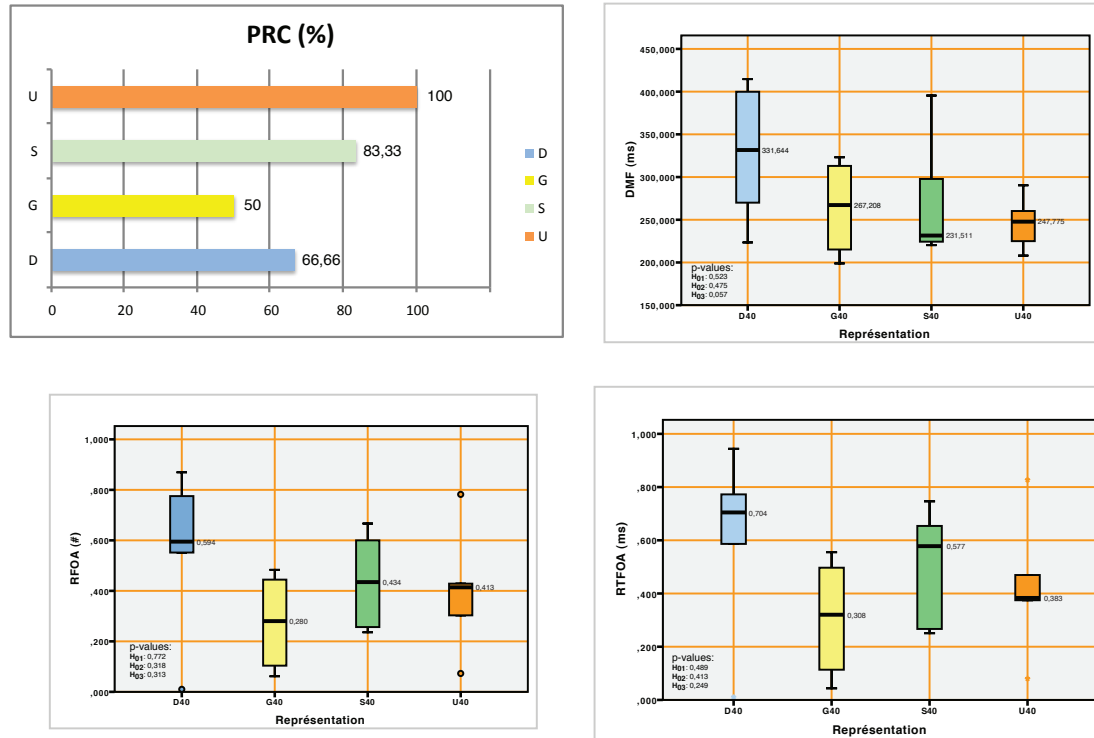 PRC (%)
U
100
S
83,33
G
50
D
66,66
0 20 40 60 80 100
D
G
S
U
450,000
400,000
350,000
300,000
250,000
200,000
150,000
DMF (ms)
331,644
267,208
231,511
247,775
p-values:
H01: 0,523
H02: 0,475
H03: 0,057
D40 G40 S40 U40
Représentation
1,000
,800
,600
,400
,200
,000
RFOA (#)
0,594
0,280
0,434
0,413
p-values:
H01: 0,772
H02: 0,318
H03: 0,313
D40 G40 S40 U40
Représentation
1,000
,800
,600
,400
,200
,000
RTFOA (ms)
0,704
0,308
0,577
0,383
p-values:
H01: 0,489
H02: 0,413
H03: 0,249
D40 G40 S40 U40
Représentation